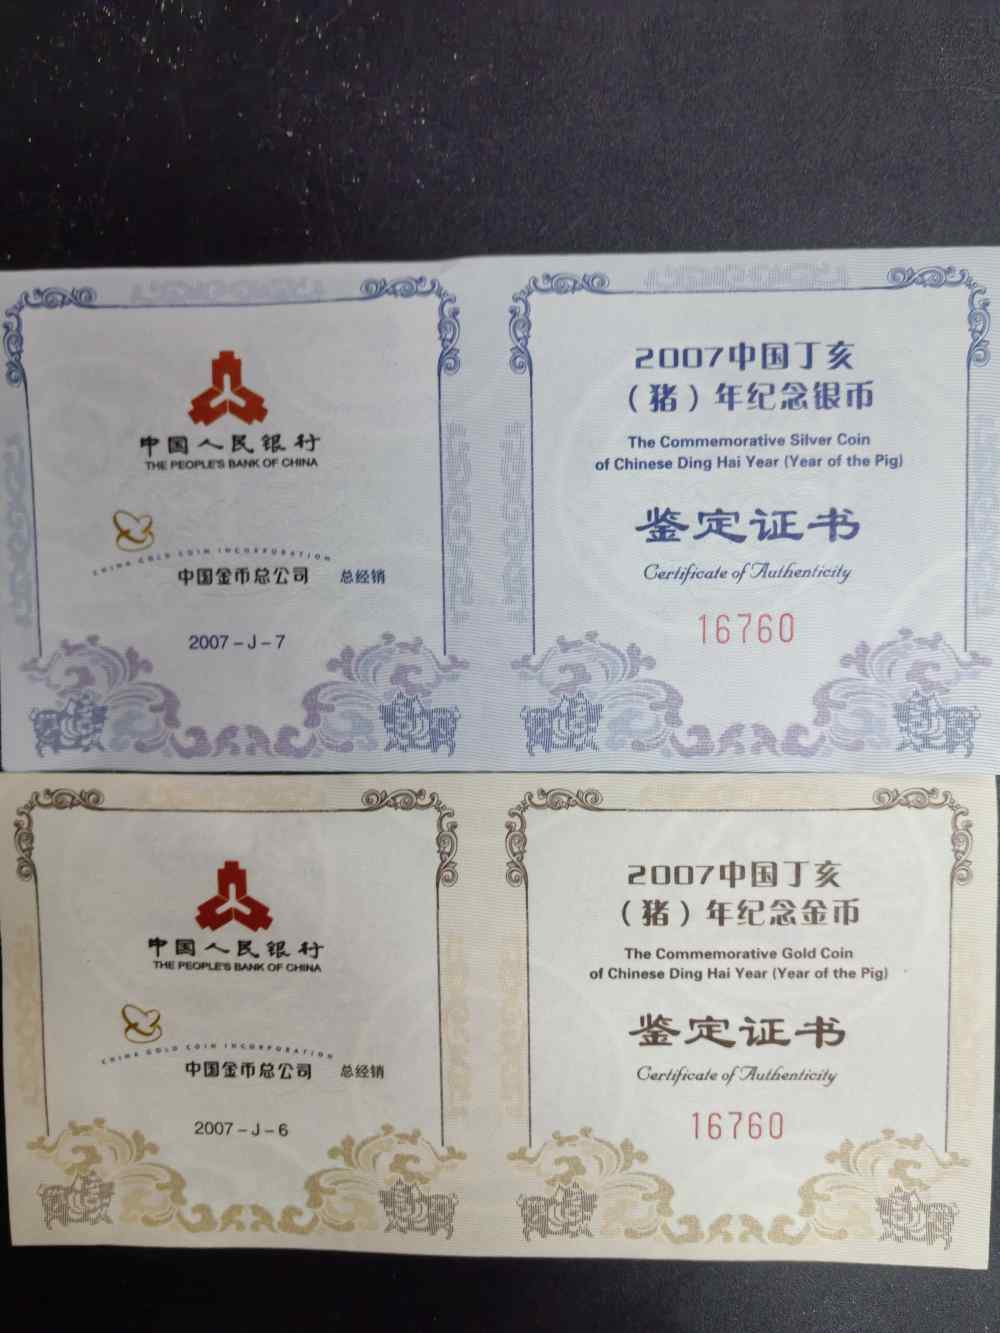 中国人民银行
THE PEOPLE'S BANK OF CHINA
CHINA GOLD COIN INCORPORATION
中国金币总公司 总经销
2007-J-7
2007中国丁亥
（猪）年纪念银币
The Commemorative Silver Coin
of Chinese Ding Hai Year (Year of the Pig)
鉴定证书
Certificate of Authenticity
16760
中国人民银行
THE PEOPLE'S BANK OF CHINA
CHINA GOLD COIN INCORPORATION
中国金币总公司 总经销
2007-J-6
2007中国丁亥
（猪）年纪念金币
The Commemorative Gold Coin
of Chinese Ding Hai Year (Year of the Pig)
鉴定证书
Certificate of Authenticity
16760